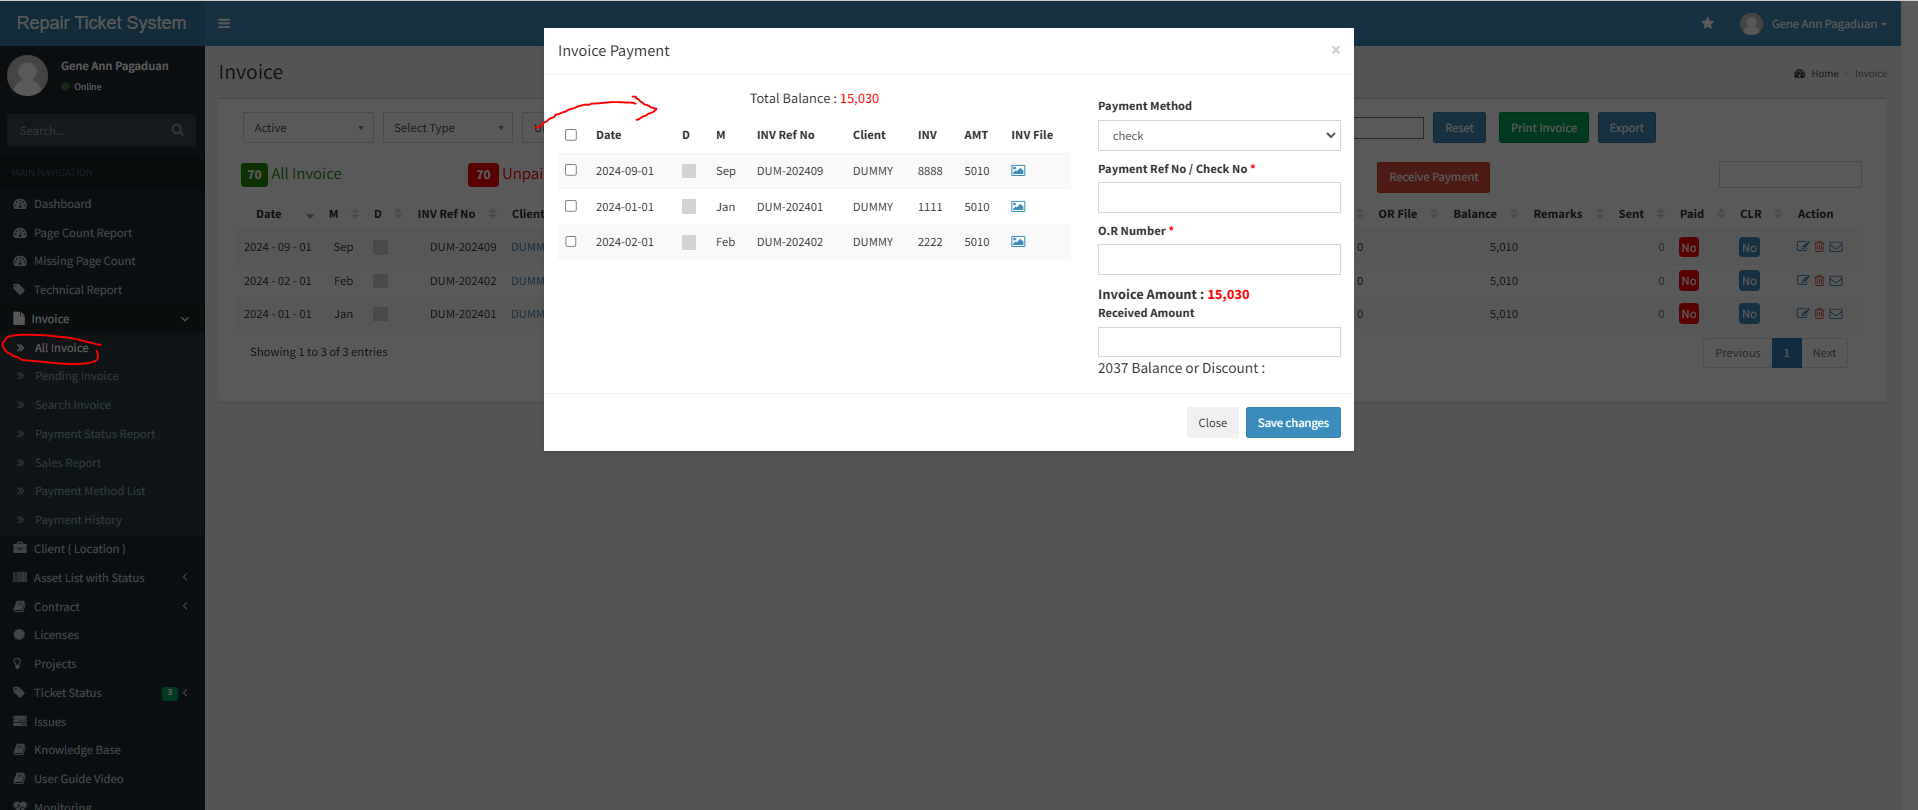 Repair Ticket System
Gene Ann Pagaduan
Gene Ann Pagaduan
Online
Search...
MAIN NAVIGATION
Dashboard
Page Count Report
Missing Page Count
Technical Report
Invoice
All Invoice
Pending Invoice
Search Invoice
Payment Status Report
Sales Report
Payment Method List
Payment History
Client ( Location )
Asset List with Status
Contract
Licenses
Projects
Ticket Status 3
Issues
Knowledge Base
User Guide Video
Monitoring
Invoice
Home > Invoice
Active Select Type
Reset Print Invoice Export
70 All Invoice 70 Unpai
Receive Payment
Date M D INV Ref No Client OR File Balance Remarks Sent Paid CLR Action
2024 - 09 - 01 Sep DUM-202409 DUMM 0 5,010 0 No No
2024 - 02 - 01 Feb DUM-202402 DUMM 0 5,010 0 No No
2024 - 01 - 01 Jan DUM-202401 DUMM 0 5,010 0 No No
Showing 1 to 3 of 3 entries
Previous 1 Next
Invoice Payment ×
Total Balance : 15,030
Date D M INV Ref No Client INV AMT INV File
2024-09-01 Sep DUM-202409 DUMMY 8888 5010
2024-01-01 Jan DUM-202401 DUMMY 1111 5010
2024-02-01 Feb DUM-202402 DUMMY 2222 5010
Payment Method
check
Payment Ref No / Check No *
O.R Number *
Invoice Amount : 15,030
Received Amount
2037 Balance or Discount :
Close Save changes